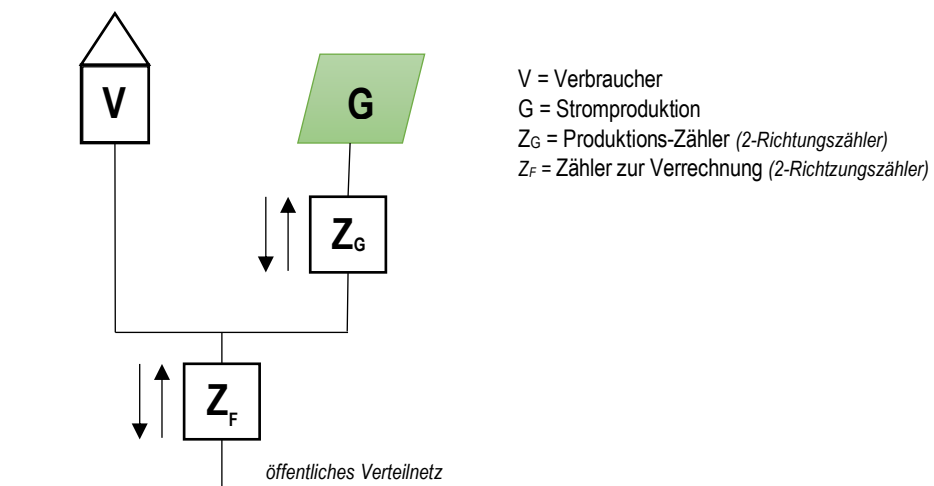 V
G
V = Verbraucher
G = Stromproduktion
ZG = Produktions-Zähler (2-Richtungszähler)
ZF = Zähler zur Verrechnung (2-Richtzungszähler)
ZG
ZF
öffentliches Verteilnetz